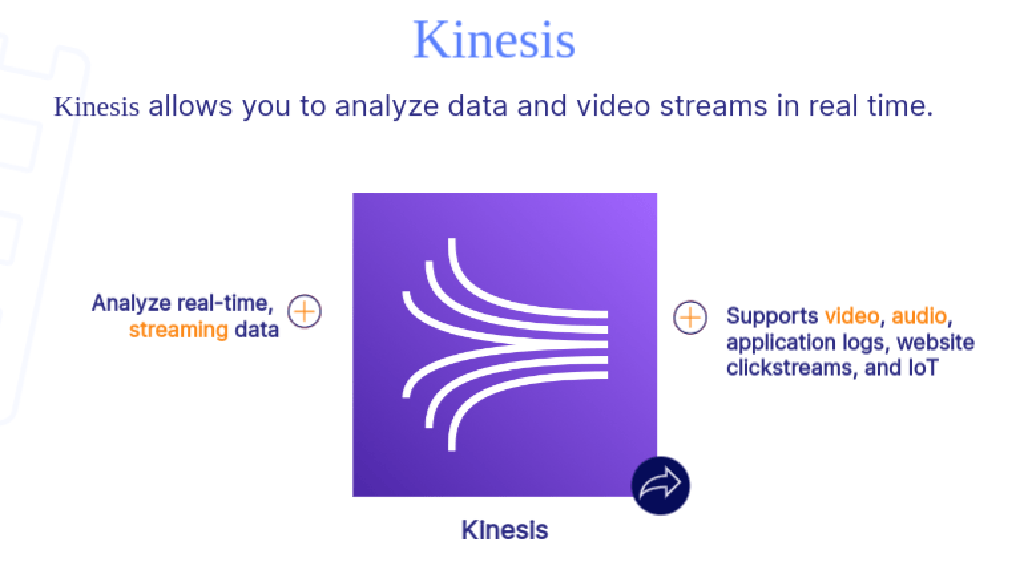 Kinesis
Kinesis allows you to analyze data and video streams in real time.
Analyze real-time,
streaming data
Supports video, audio,
application logs, website
clickstreams, and IoT
Kinesis